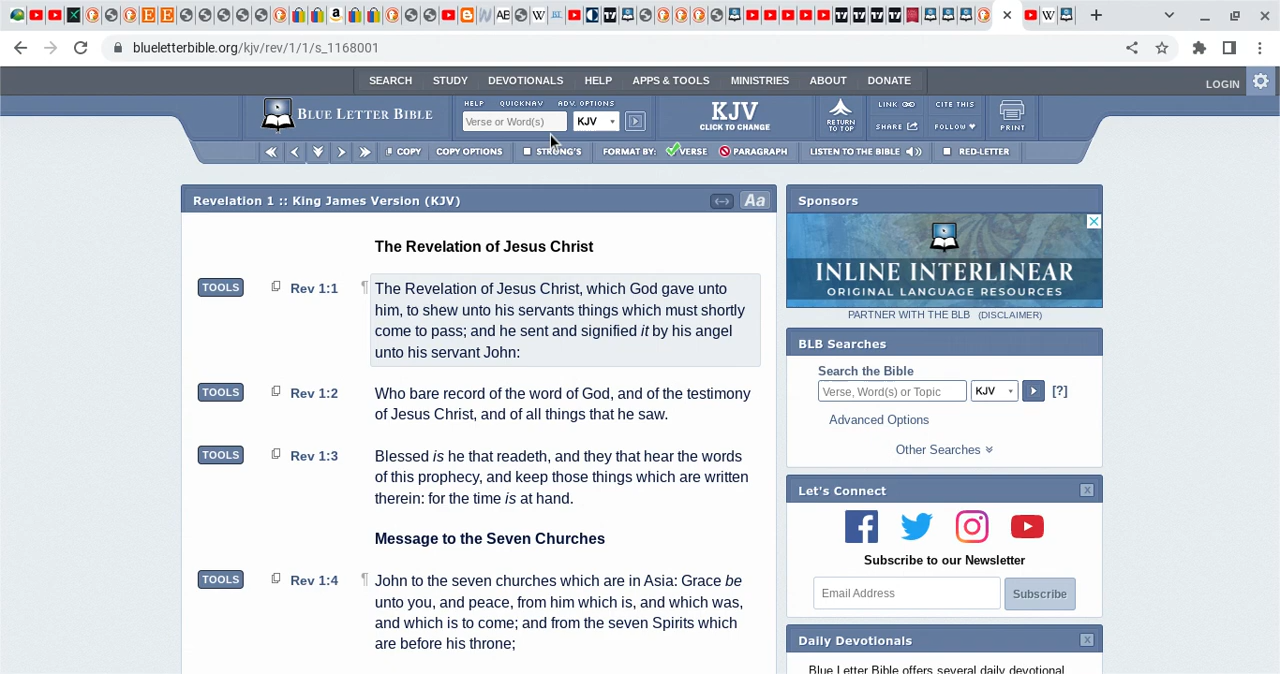 blueletterbible.org/kjv/rev/1/1/s_1168001
SEARCH STUDY DEVOTIONALS HELP APPS & TOOLS MINISTRIES ABOUT DONATE
LOGIN
BLUE LETTER BIBLE
HELP QUICKNAV ADV. OPTIONS
Verse or Word(s) KJV
KJV
CLICK TO CHANGE
RETURN TO TOP
LINK CITE THIS
SHARE FOLLOW
PRINT
COPY COPY OPTIONS STRONG'S FORMAT BY: VERSE PARAGRAPH LISTEN TO THE BIBLE RED-LETTER
Revelation 1 :: King James Version (KJV)
Aa
The Revelation of Jesus Christ
TOOLS Rev 1:1 ¶ The Revelation of Jesus Christ, which God gave unto
him, to shew unto his servants things which must shortly
come to pass; and he sent and signified it by his angel
unto his servant John:
TOOLS Rev 1:2 Who bare record of the word of God, and of the testimony
of Jesus Christ, and of all things that he saw.
TOOLS Rev 1:3 Blessed is he that readeth, and they that hear the words
of this prophecy, and keep those things which are written
therein: for the time is at hand.
Message to the Seven Churches
TOOLS Rev 1:4 ¶ John to the seven churches which are in Asia: Grace be
unto you, and peace, from him which is, and which was,
and which is to come; and from the seven Spirits which
are before his throne;
Sponsors
INLINE INTERLINEAR
ORIGINAL LANGUAGE RESOURCES
PARTNER WITH THE BLB (DISCLAIMER)
BLB Searches
Search the Bible
Verse, Word(s) or Topic KJV [?]
Advanced Options
Other Searches
Let's Connect
X
Subscribe to our Newsletter
Email Address Subscribe
Daily Devotionals
X
Blue Letter Bible offers several daily devotional